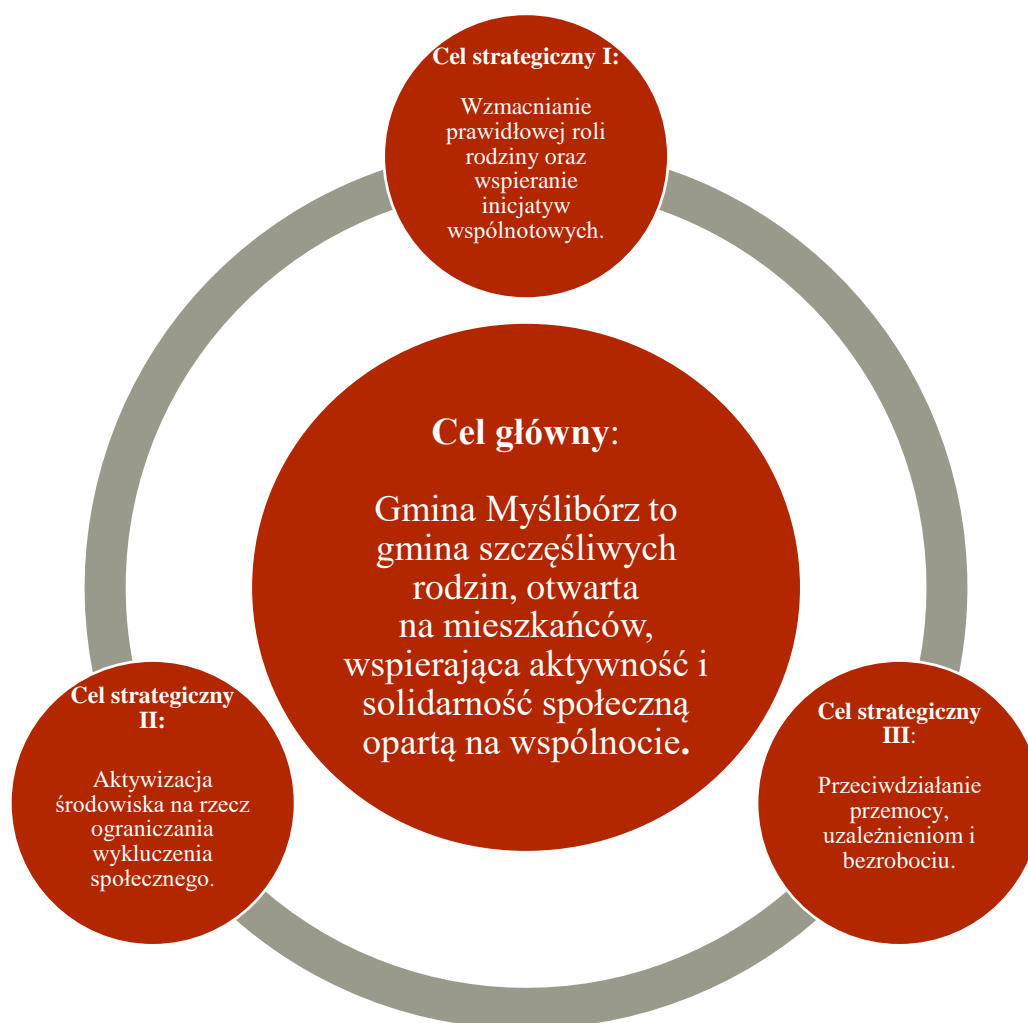 Cel strategiczny I:
Wzmacnianie
prawidłowej roli
rodziny oraz
wspieranie
inicjatyw
wspólnotowych.
Cel główny:
Gmina Myślibórz to
gmina szczęśliwych
rodzin, otwarta
na mieszkańców,
wspierająca aktywność i
solidarność społeczną
opartą na wspólnocie.
Cel strategiczny
II:
Aktywizacja
środowiska na rzecz
ograniczania
wykluczenia
społecznego.
Cel strategiczny
III:
Przeciwdziałanie
przemocy,
uzależnieniom i
bezrobociu.